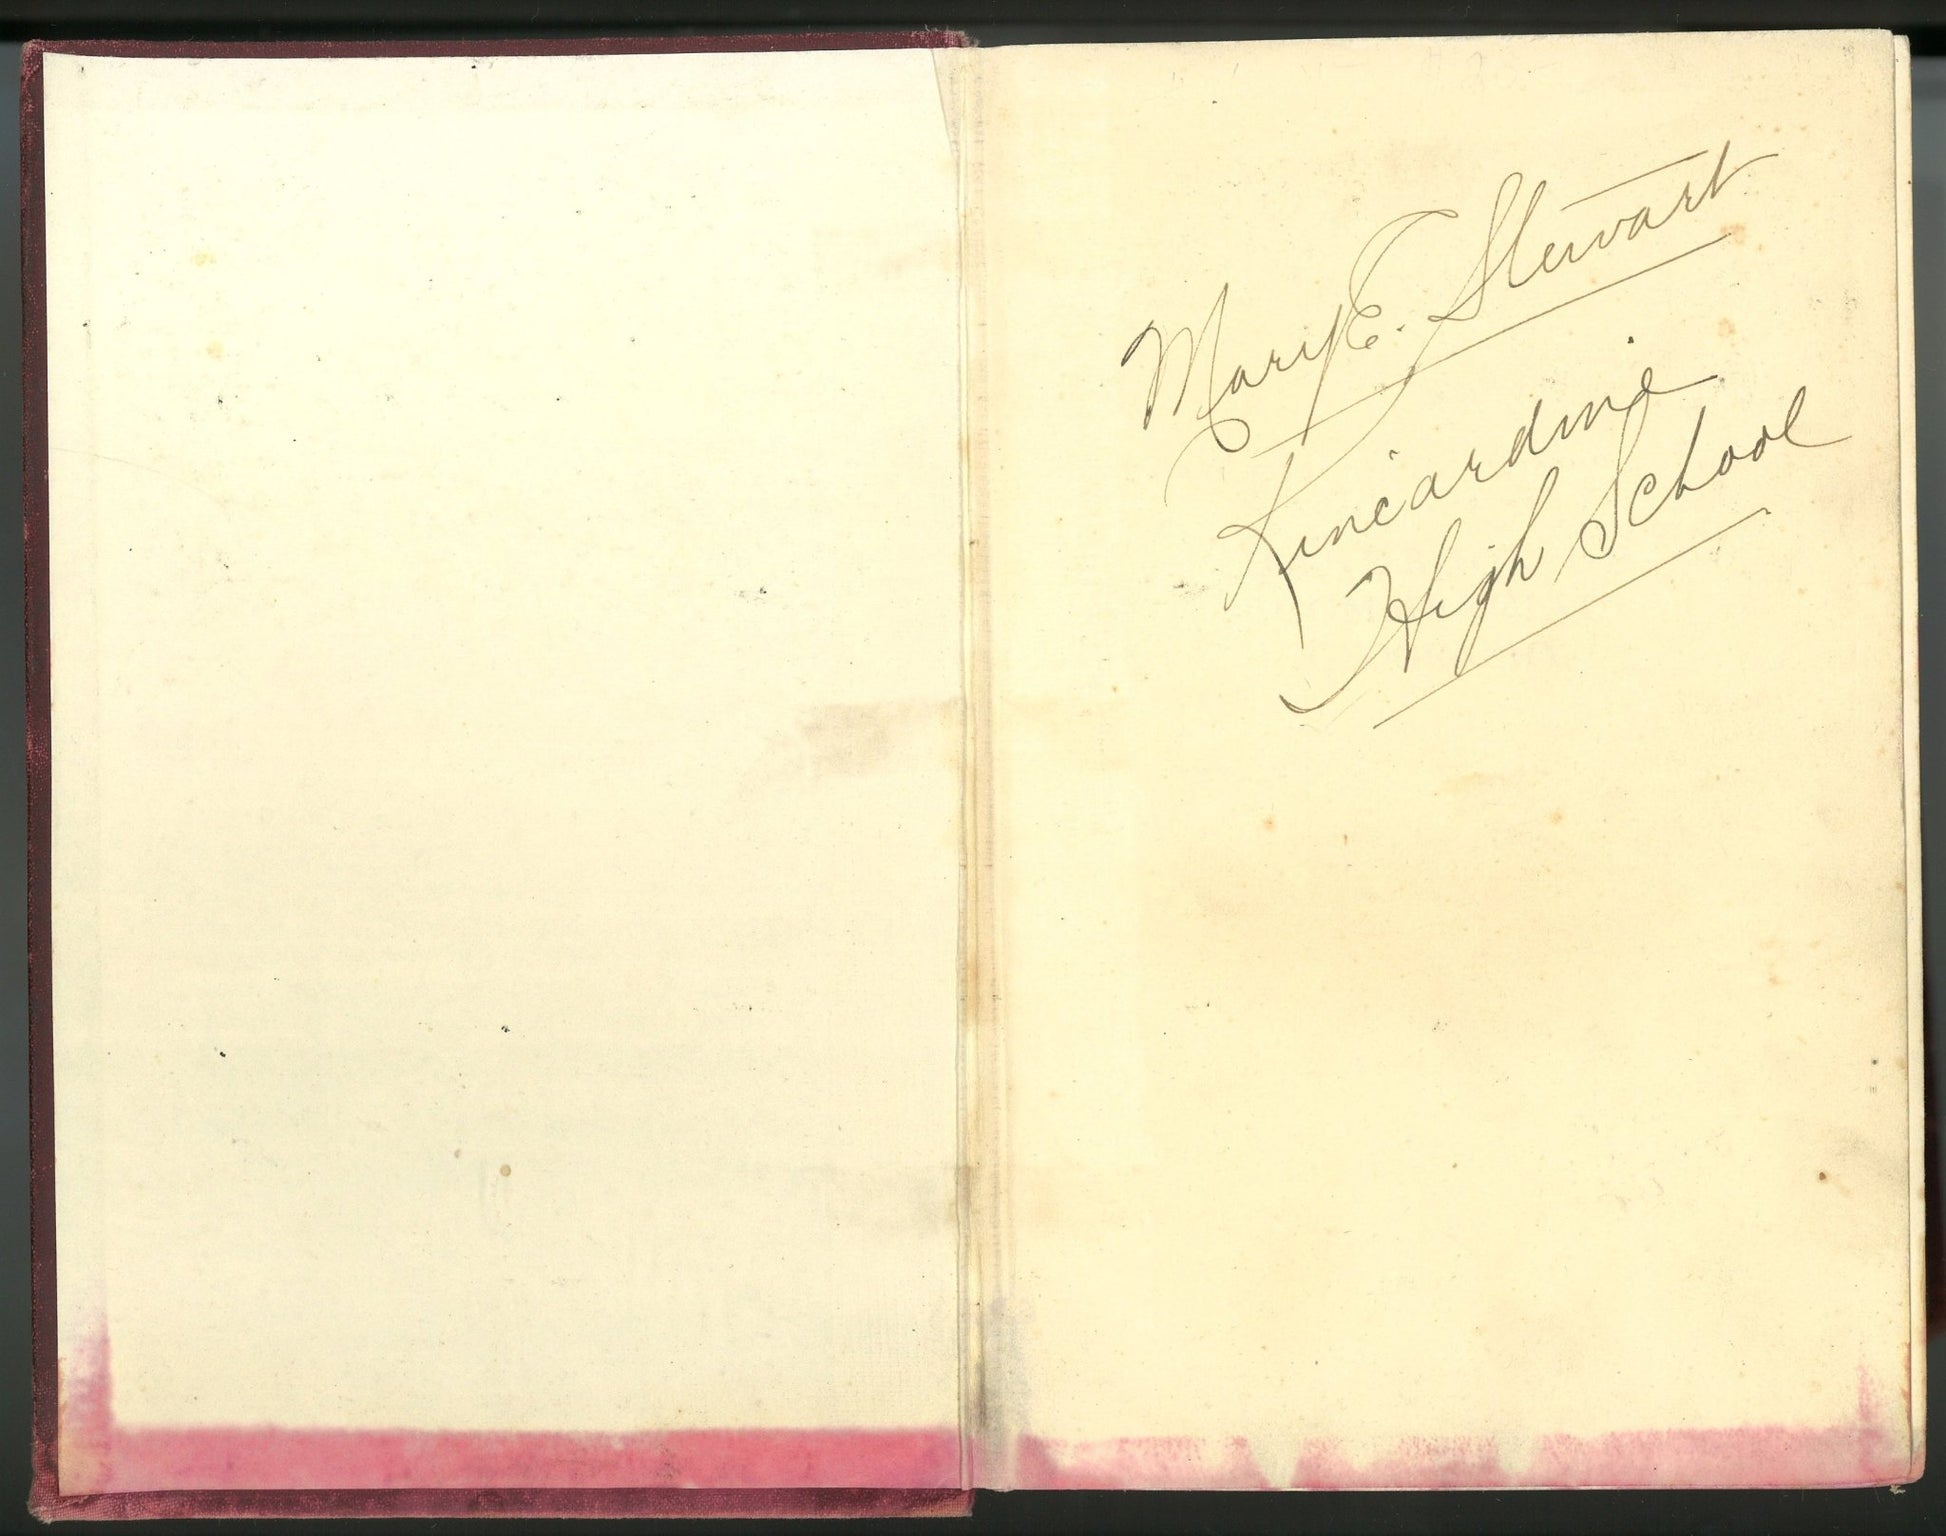 Mary E. Stewart
Kincardine
High School